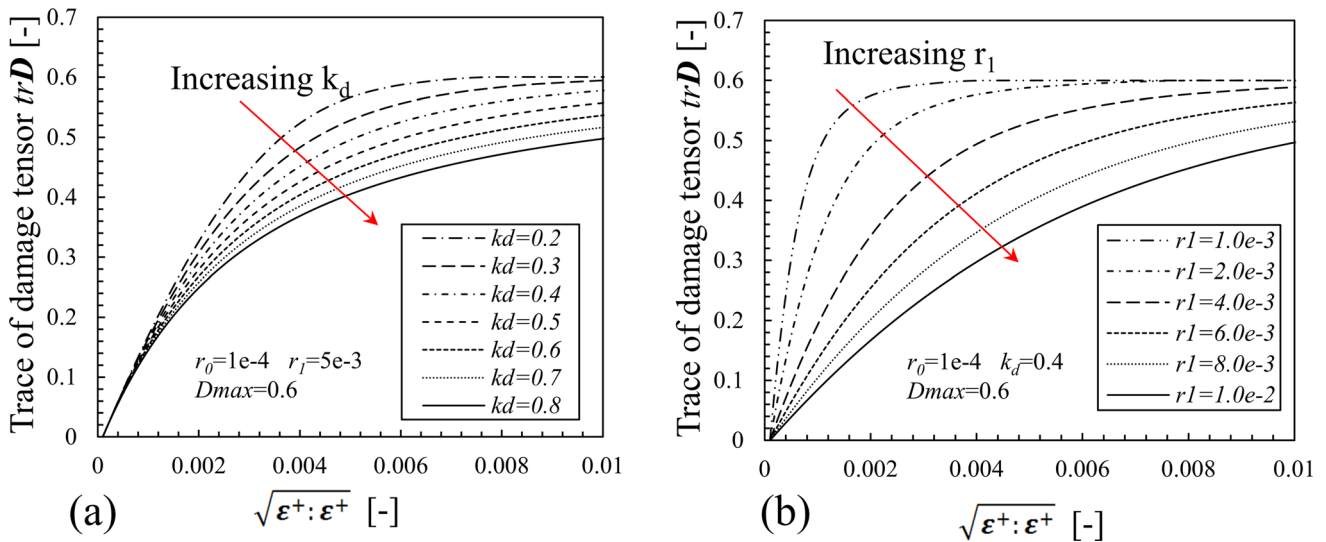 Trace of damage tensor trD [-]
0.7
0.6
0.5
0.4
0.3
0.2
0.1
0
Increasing k_d
r_0=1e-4 r_1=5e-3
Dmax=0.6
kd=0.2
kd=0.3
kd=0.4
kd=0.5
kd=0.6
kd=0.7
kd=0.8
0 0.002 0.004 0.006 0.008 0.01
(a) √ε⁺:ε⁺ [-]
Trace of damage tensor trD [-]
0.7
0.6
0.5
0.4
0.3
0.2
0.1
0
Increasing r_1
r_0=1e-4 k_d=0.4
Dmax=0.6
r1=1.0e-3
r1=2.0e-3
r1=4.0e-3
r1=6.0e-3
r1=8.0e-3
r1=1.0e-2
0 0.002 0.004 0.006 0.008 0.01
(b) √ε⁺:ε⁺ [-]